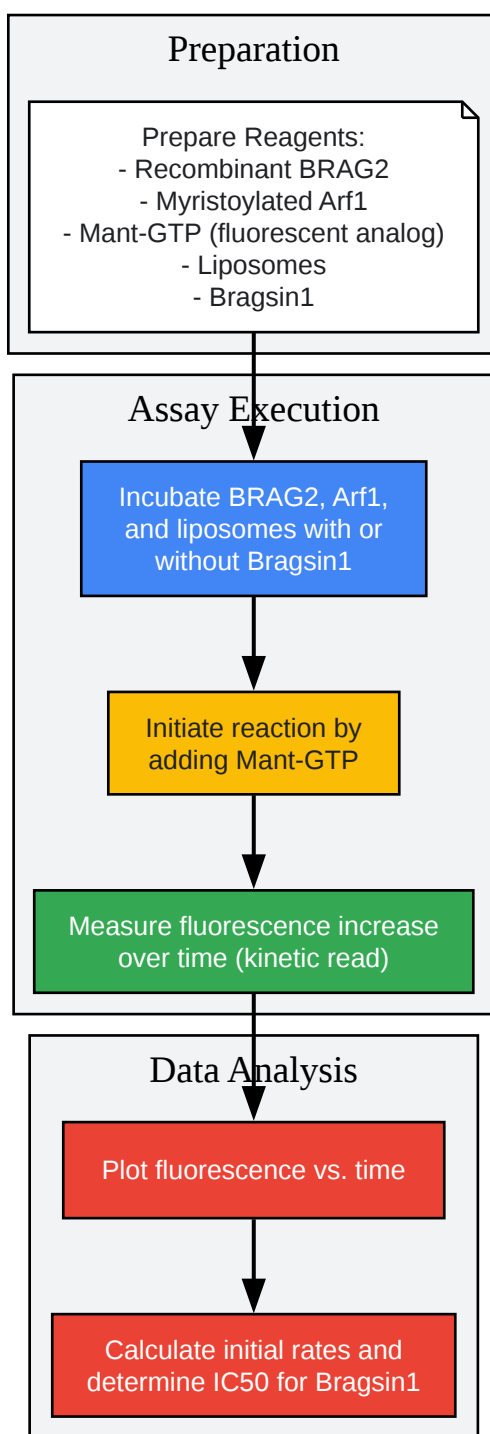 Preparation
Prepare Reagents:
- Recombinant BRAG2
- Myristoylated Arf1
- Mant-GTP (fluorescent analog)
- Liposomes
- Bragsin1
Assay Execution
Incubate BRAG2, Arf1,
and liposomes with or
without Bragsin1
Initiate reaction by
adding Mant-GTP
Measure fluorescence increase
over time (kinetic read)
Data Analysis
Plot fluorescence vs. time
Calculate initial rates and
determine IC50 for Bragsin1